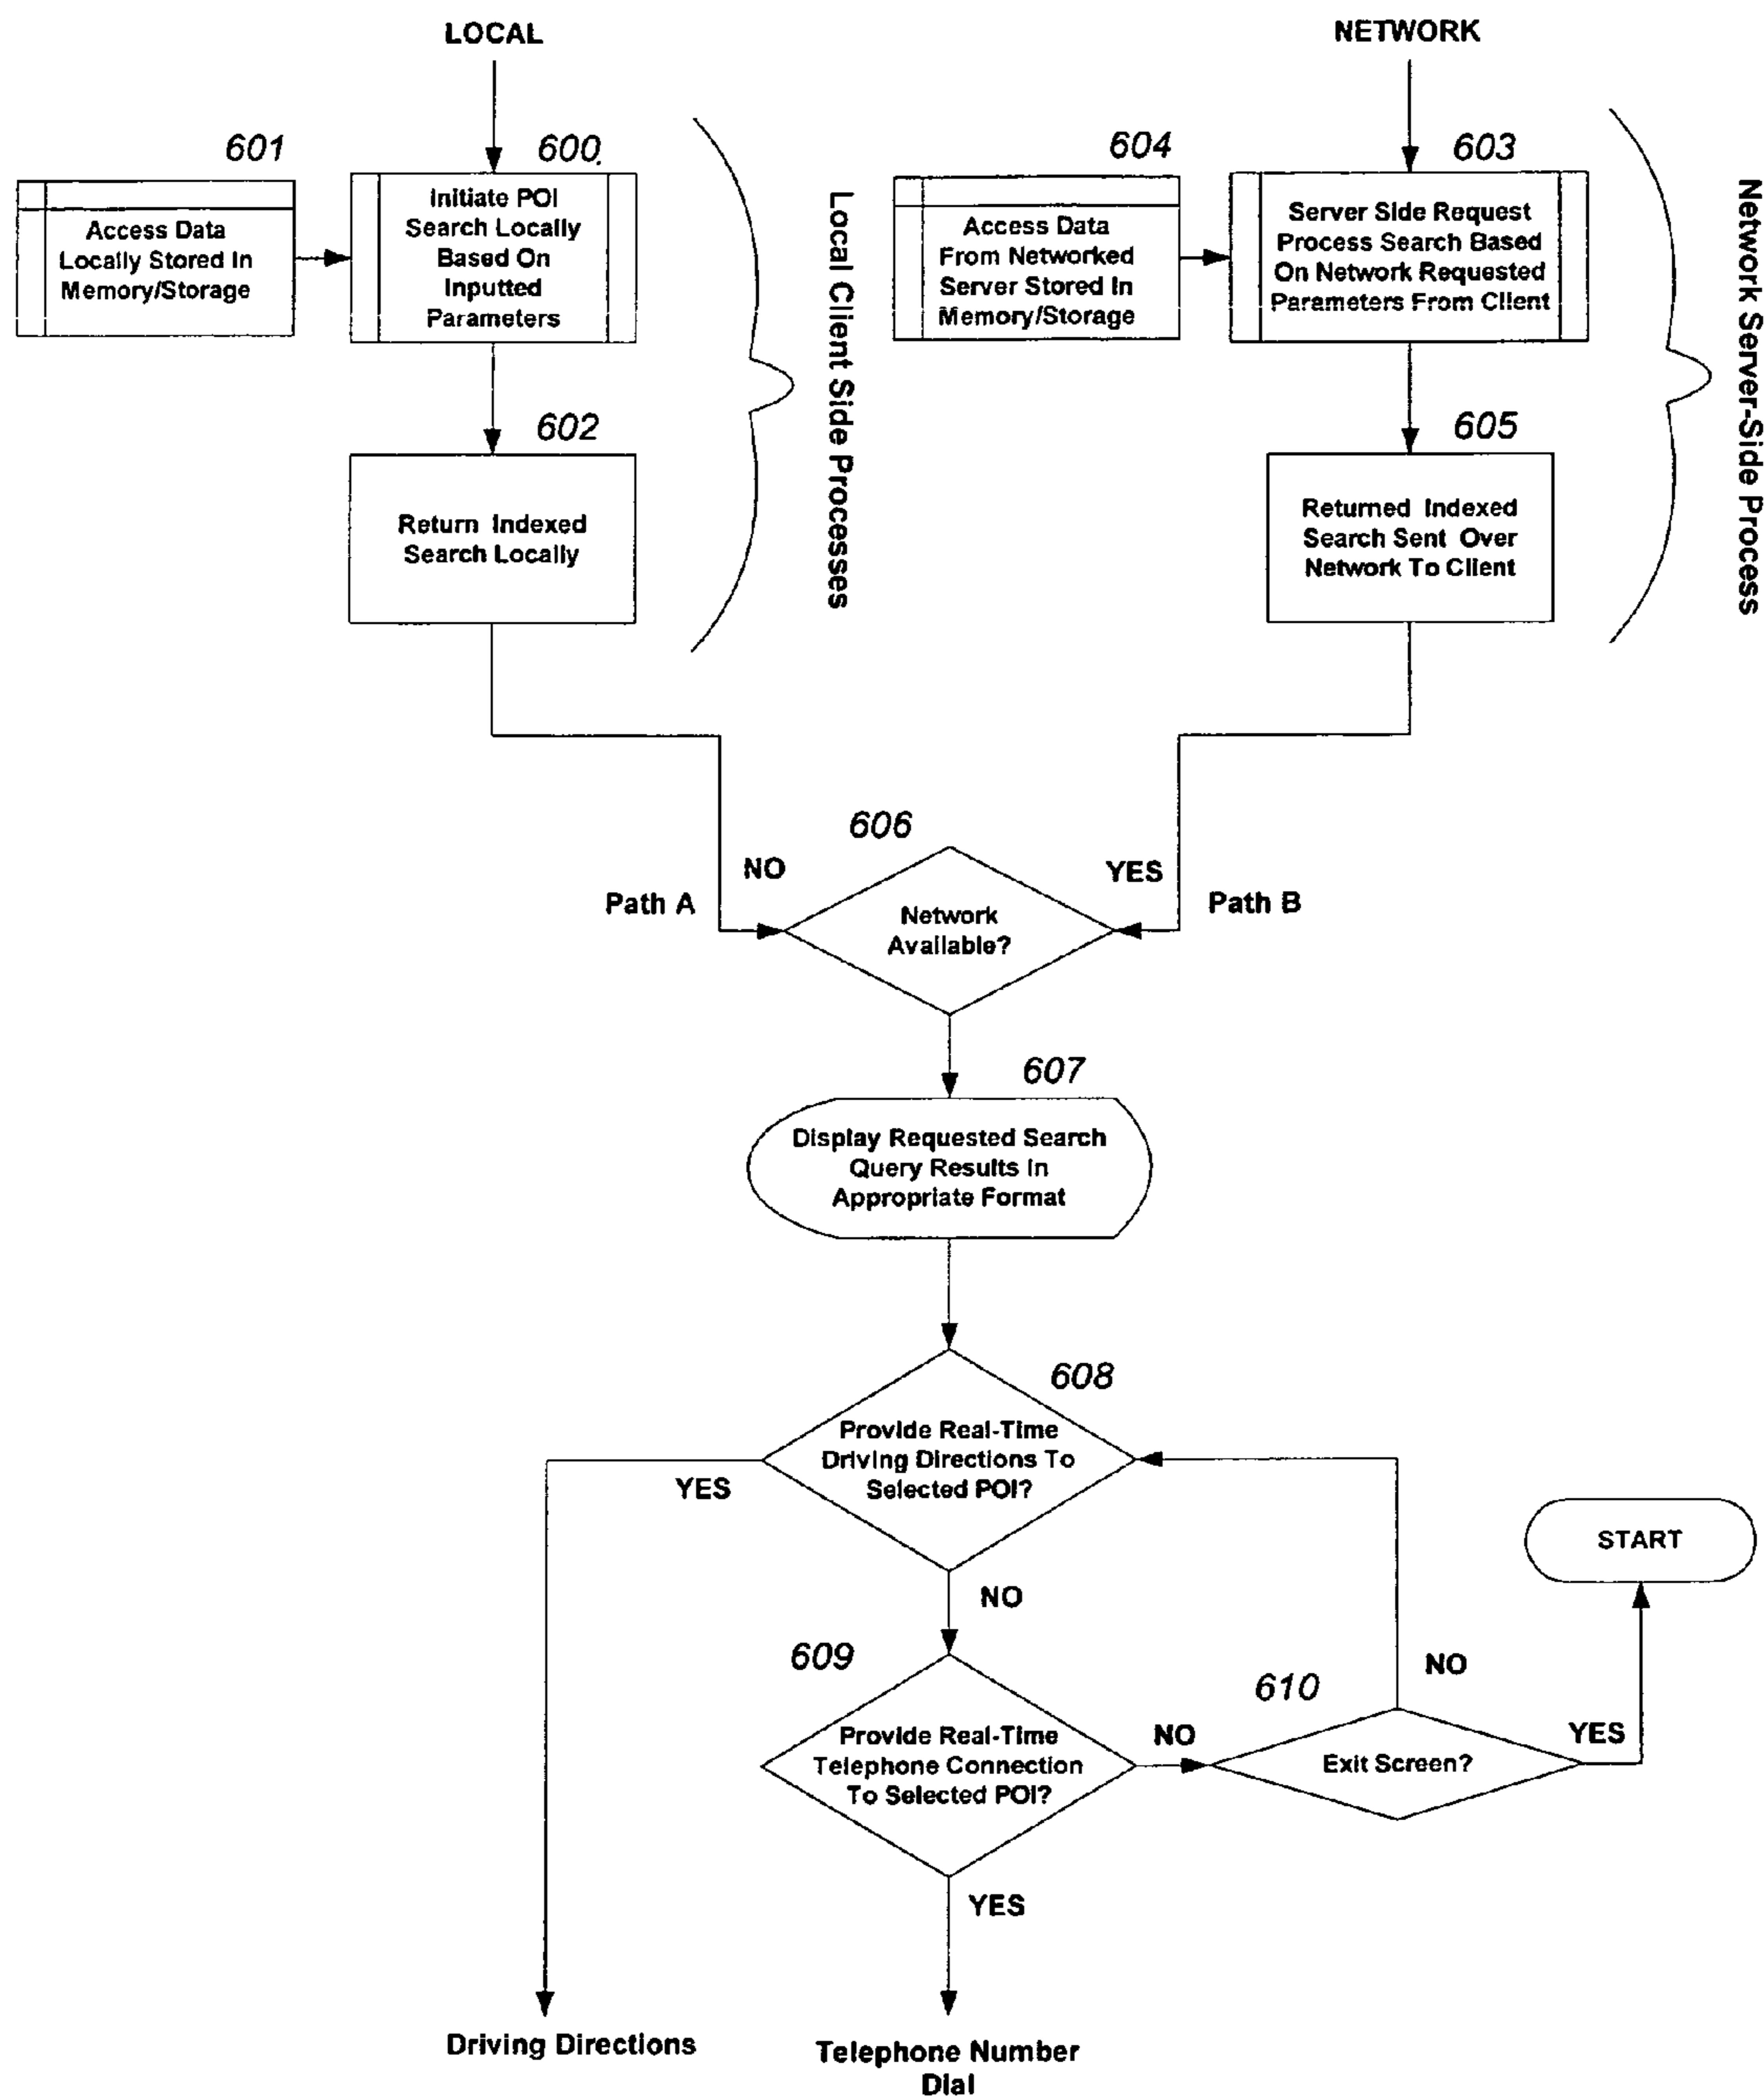 LOCAL
NETWORK
601
600
604
603
Access Data
Locally Stored In
Memory/Storage
Initiate POI
Search Locally
Based On
Inputted
Parameters
Local Client Side Processes
Access Data
From Networked
Server Stored In
Memory/Storage
Server Side Request
Process Search Based
On Network Requested
Parameters From Client
Network Server-Side Process
602
605
Return Indexed
Search Locally
Returned Indexed
Search Sent Over
Network To Client
606
NO
YES
Path A
Path B
Network
Available?
607
Display Requested Search
Query Results In
Appropriate Format
608
Provide Real-Time
Driving Directions To
Selected POI?
YES
START
NO
609
NO
610
Provide Real-Time
Telephone Connection
To Selected POI?
NO
Exit Screen?
YES
YES
Driving Directions
Telephone Number
Dial